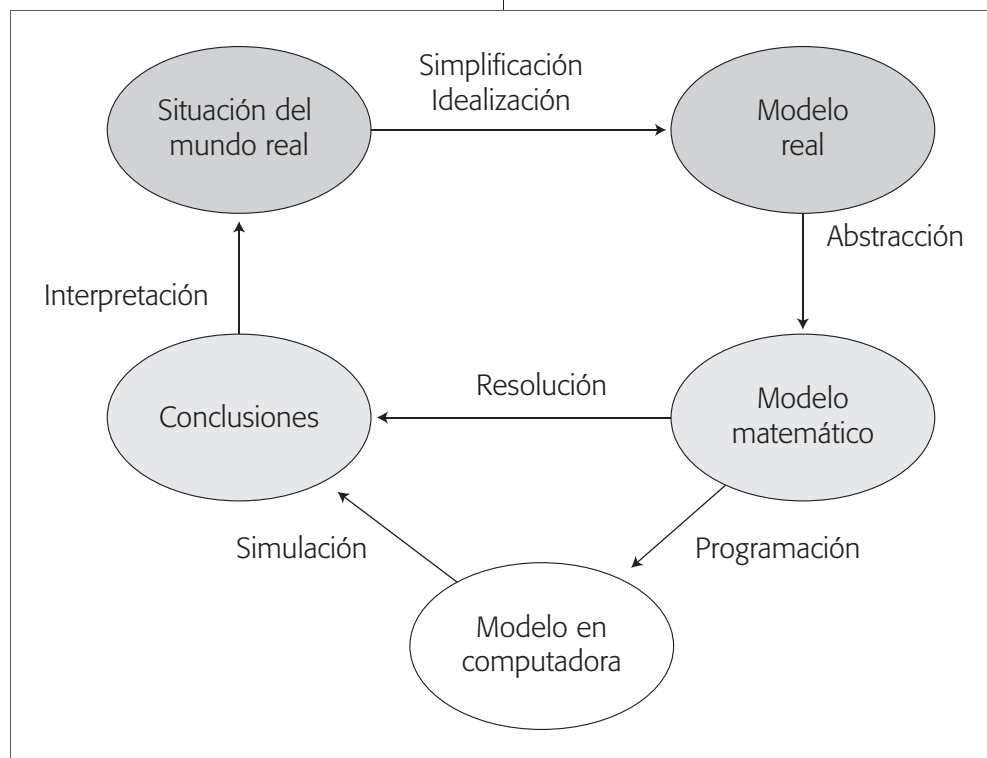 Simplificación
Idealización
Situación del
mundo real
Modelo
real
Abstracción
Interpretación
Resolución
Conclusiones
Modelo
matemático
Simulación
Programación
Modelo en
computadora